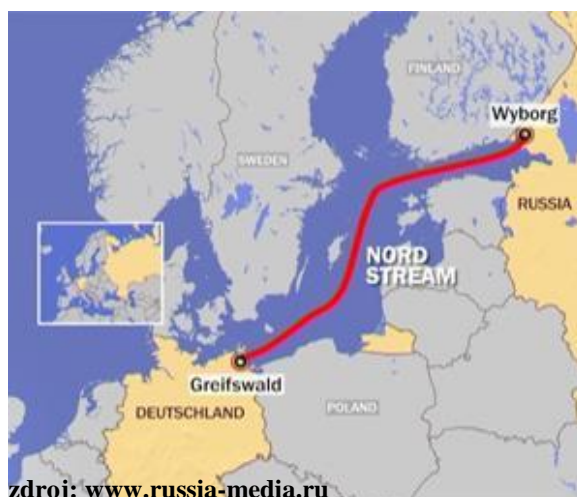 FINLAND
Wyborg
SWEDEN
RUSSIA
NORD
STREAM
Greifswald
DEUTSCHLAND
POLAND
zdroj: www.russia-media.ru